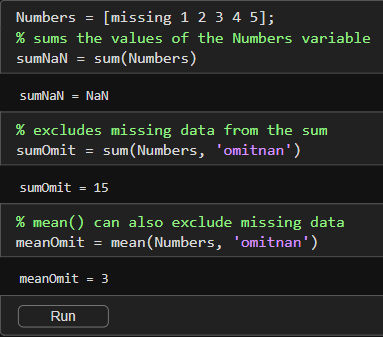 Numbers = [missing 1 2 3 4 5];
% sums the values of the Numbers variable
sumNaN = sum(Numbers)
sumNaN = NaN
% excludes missing data from the sum
sumOmit = sum(Numbers, 'omitnan')
sumOmit = 15
% mean() can also exclude missing data
meanOmit = mean(Numbers, 'omitnan')
meanOmit = 3
Run